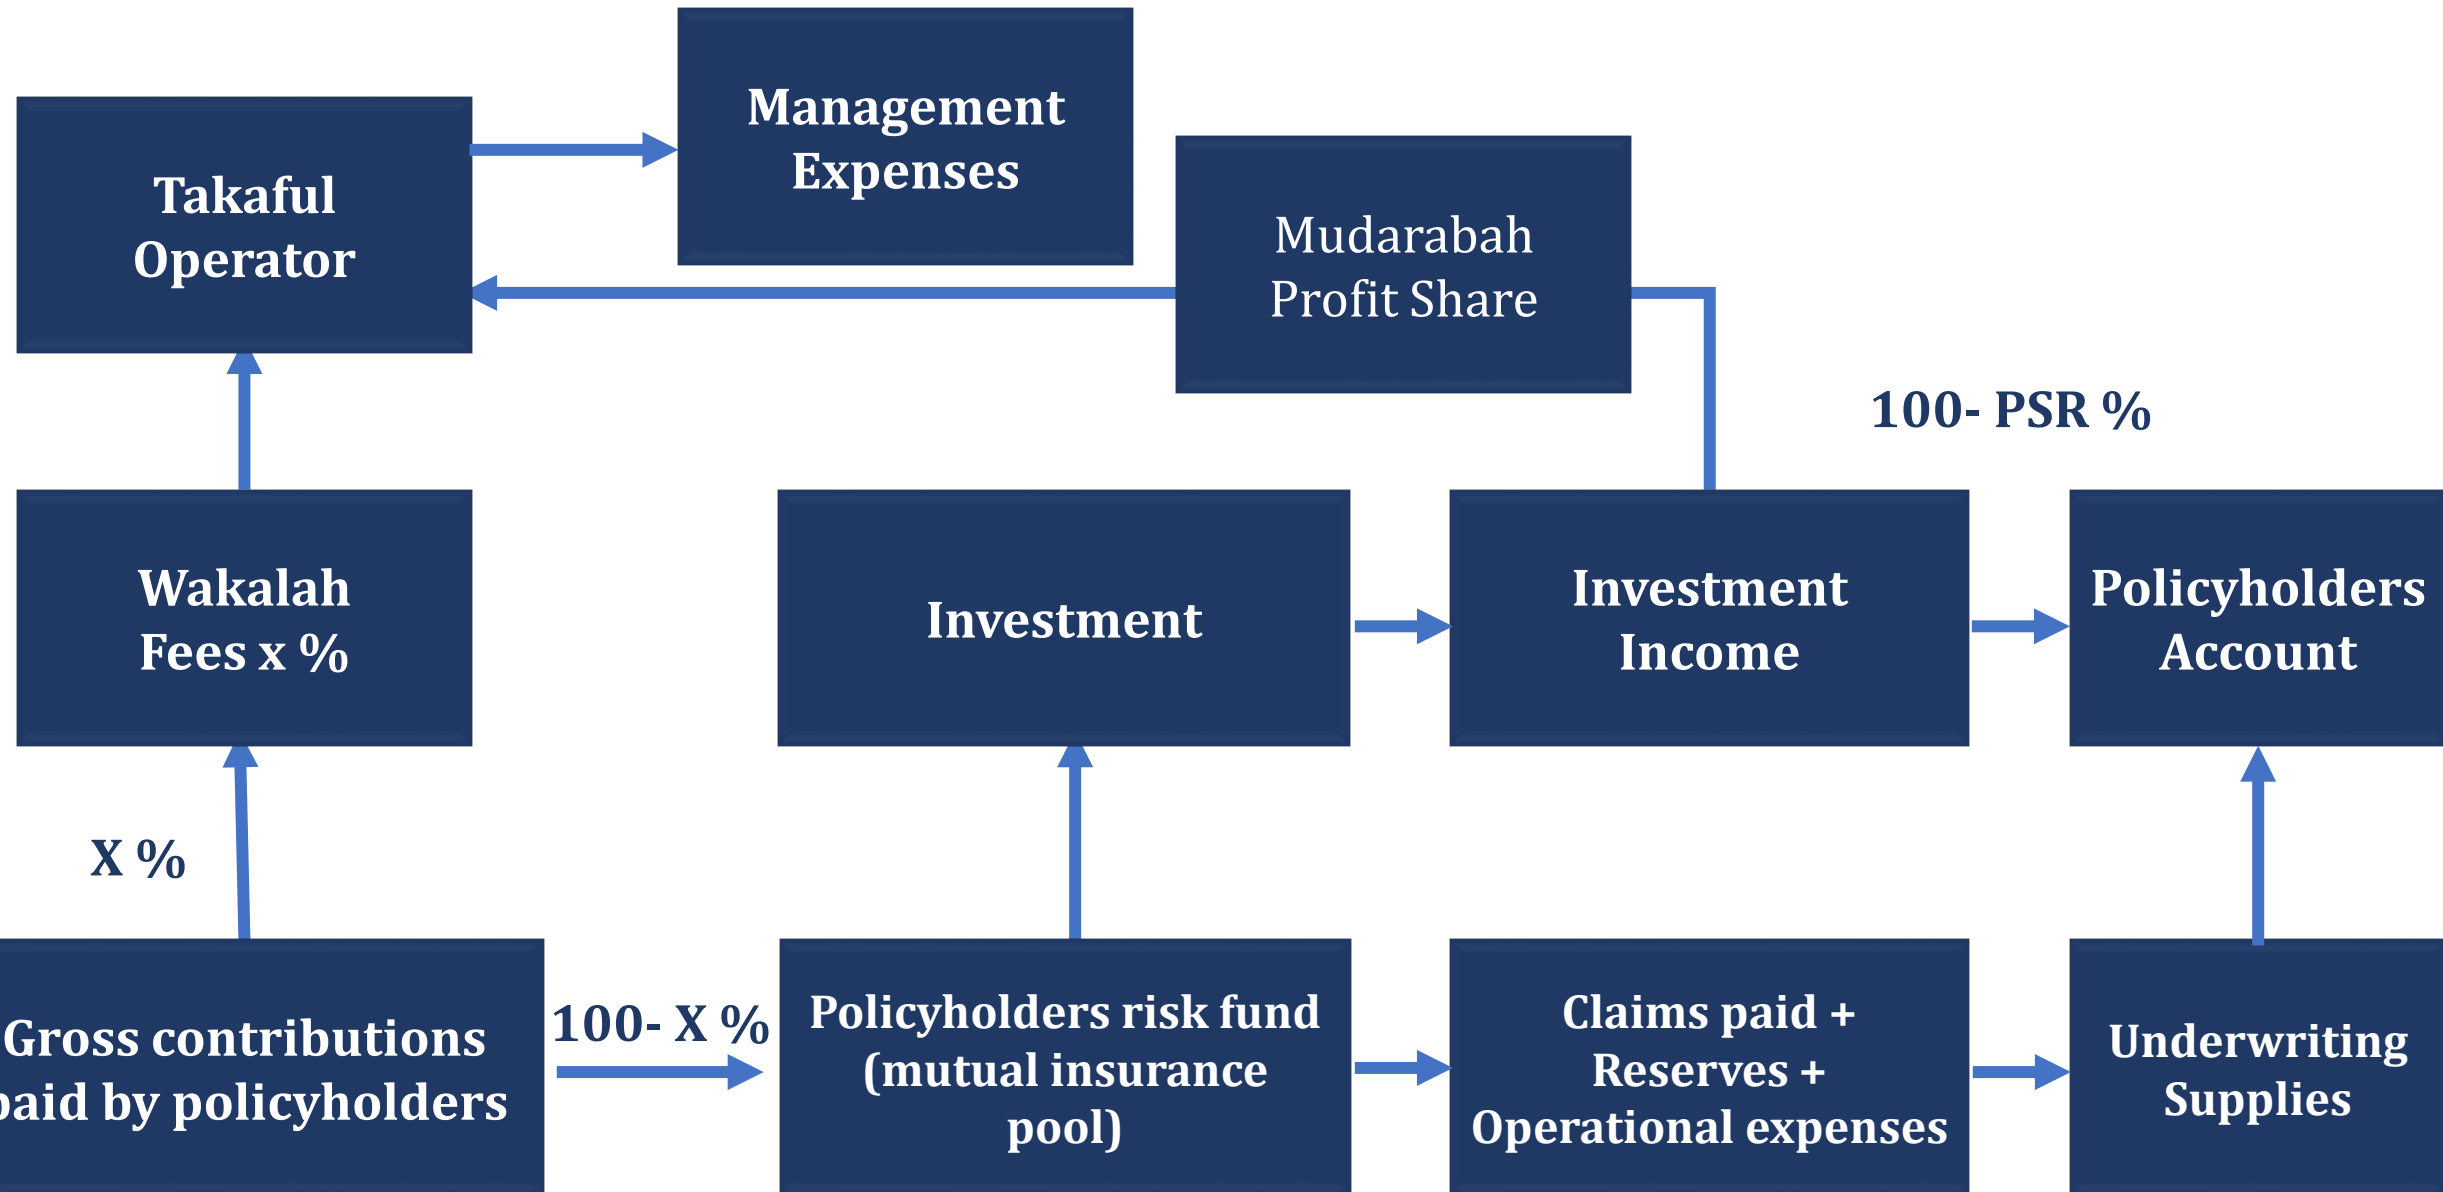 Management
Expenses
Takaful
Operator
Mudarabah
Profit Share
100- PSR %
Wakalah
Fees x %
Investment
Investment
Income
Policyholders
Account
X %
Gross contributions
paid by policyholders
100- X %
Policyholders risk fund
(mutual insurance
pool)
Claims paid +
Reserves +
Operational expenses
Underwriting
Supplies